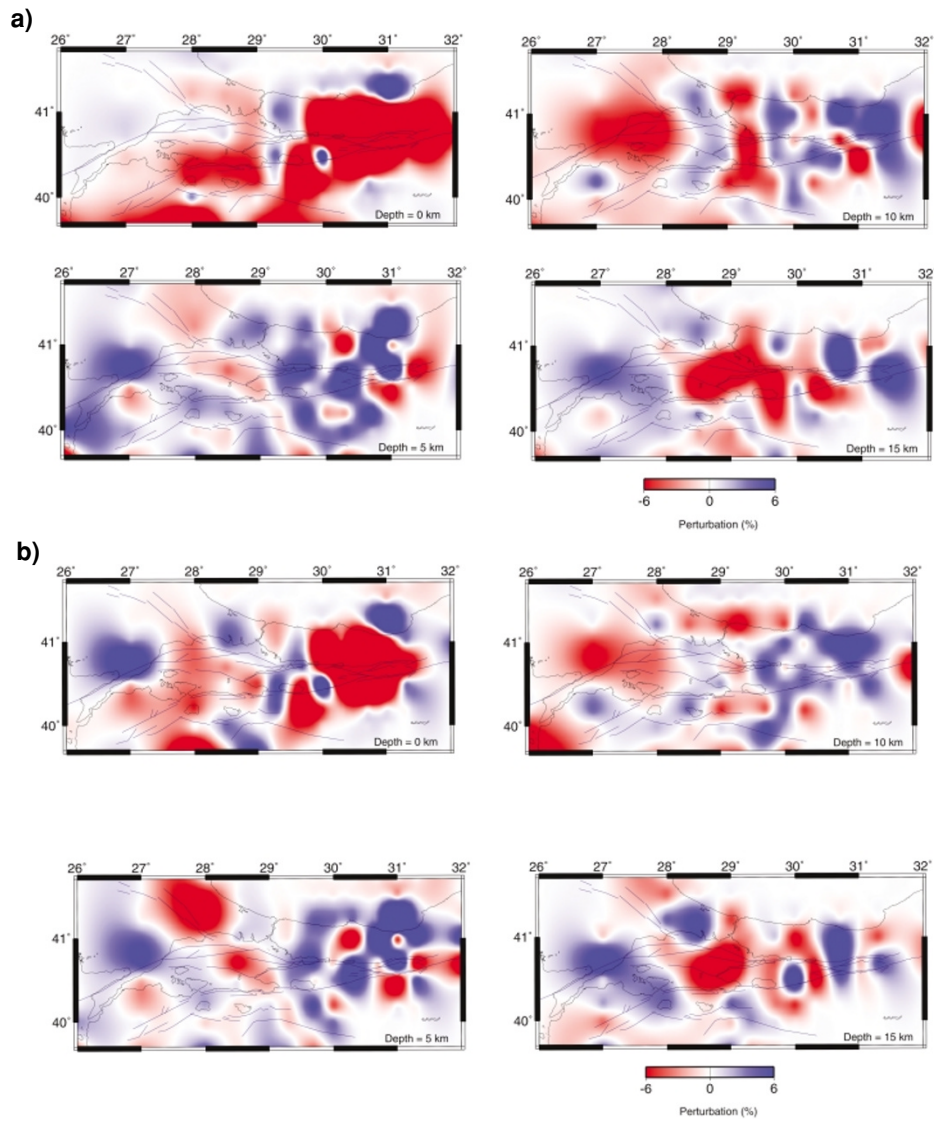 a)
26˚ 27˚ 28˚ 29˚ 30˚ 31˚ 32˚
41˚
40˚
Depth = 0 km
26˚ 27˚ 28˚ 29˚ 30˚ 31˚ 32˚
41˚
40˚
Depth = 10 km
26˚ 27˚ 28˚ 29˚ 30˚ 31˚ 32˚
41˚
40˚
Depth = 5 km
26˚ 27˚ 28˚ 29˚ 30˚ 31˚ 32
41˚
40˚
Depth = 15 km
-6 0 6
Perturbation (%)
b)
26˚ 27˚ 28˚ 29˚ 30˚ 31˚ 32˚
41˚
40˚
Depth = 0 km
26˚ 27˚ 28˚ 29˚ 30˚ 31˚ 32˚
41˚
40˚
Depth = 10 km
26˚ 27˚ 28˚ 29˚ 30˚ 31˚ 32˚
41˚
40˚
Depth = 5 km
26˚ 27˚ 28˚ 29˚ 30˚ 31˚ 32˚
41˚
40˚
Depth = 15 km
-6 0 6
Perturbation (%)